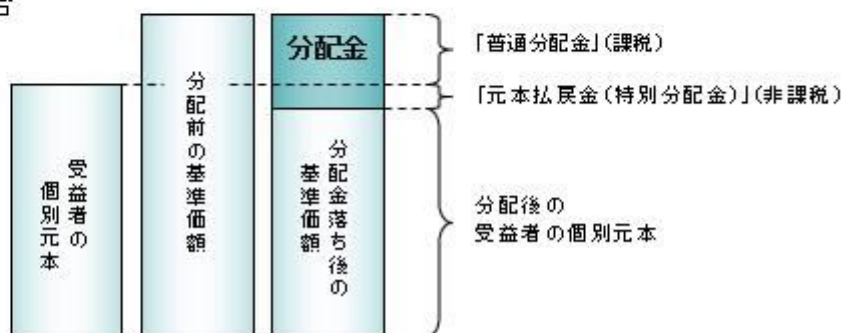 分配金
「普通分配金」(課税)
「元本払戻金(特別分配金)」(非課税)
受益者の
個別元本
分配前の基準価額
分配金落ち後の
基準価額
分配後の
受益者の個別元本